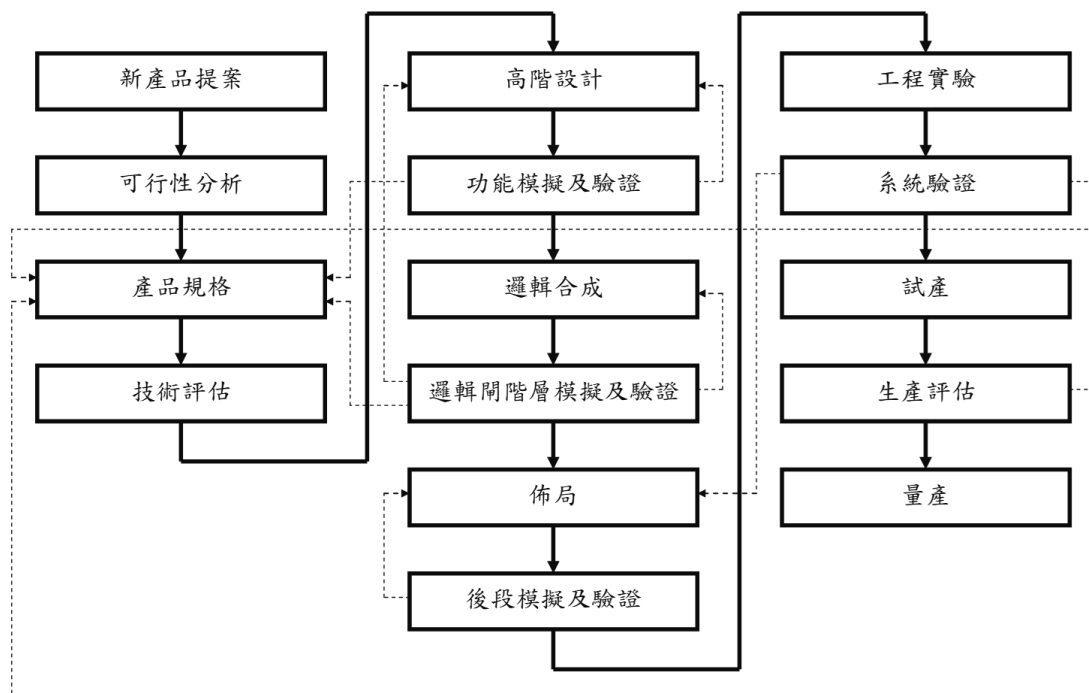 新產品提案
可行性分析
產品規格
技術評估
高階設計
功能模擬及驗證
邏輯合成
邏輯閘階層模擬及驗證
佈局
後段模擬及驗證
工程實驗
系統驗證
試產
生產評估
量產